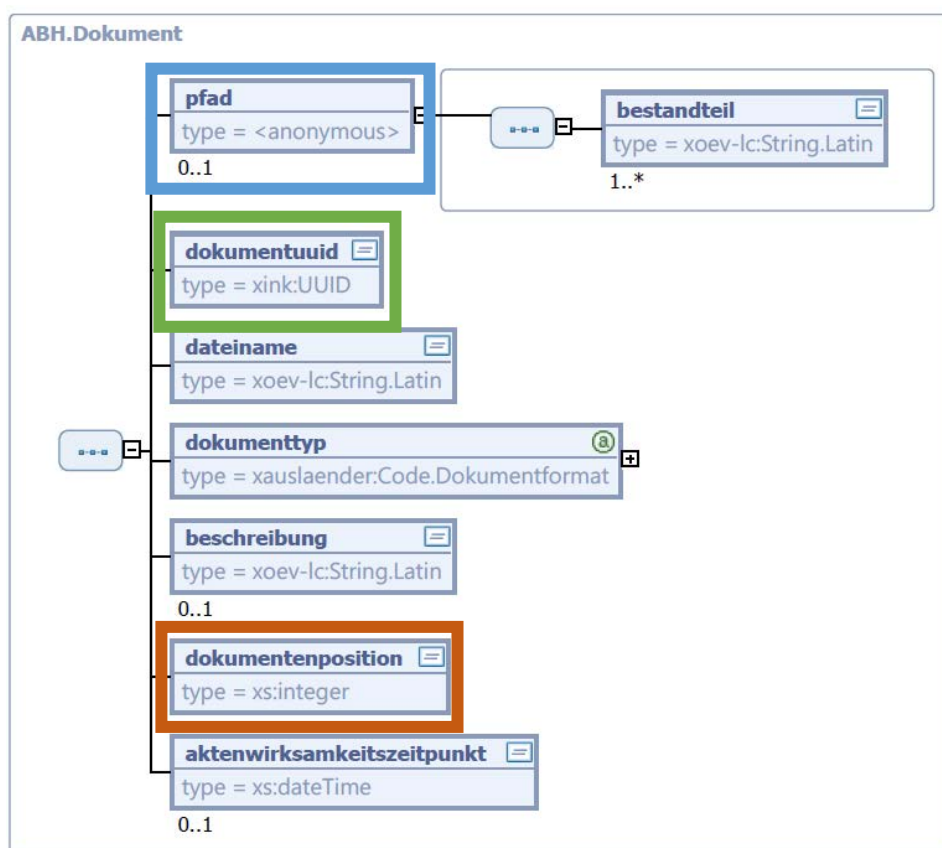 ABH.Dokument
pfad
type = <anonymous>
0..1
bestandteil
type = xoev-lc:String.Latin
1..*
dokumentuuid
type = xink:UUID
dateiname
type = xoev-lc:String.Latin
dokumenttyp
a
type = xauslaender:Code.Dokumentformat
beschreibung
type = xoev-lc:String.Latin
0..1
dokumentenposition
type = xs:integer
aktenwirksamkeitszeitpunkt
type = xs:dateTime
0..1